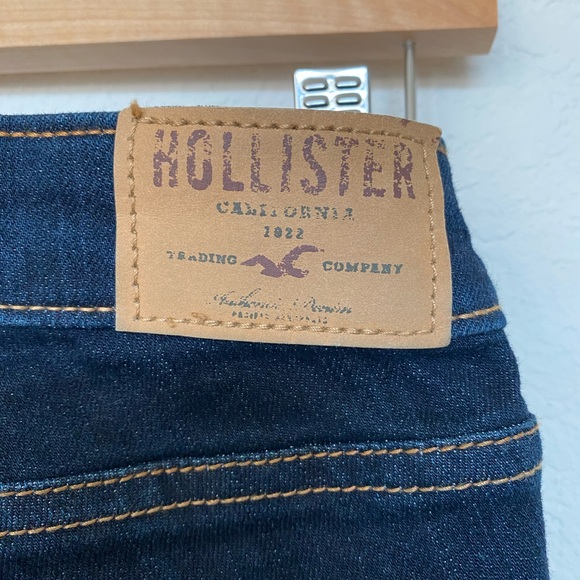 HOLLISTER
CALIFORNIA
1922
TRADING COMPANY
Authentic Denim